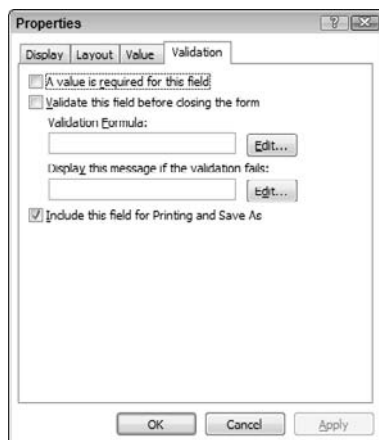 Properties
Display Layout Value Validation
A value is required for this field
Validate this field before closing the form
Validation Formula:
Edit...
Display this message if the validation fails:
Edit...
Include this field for Printing and Save As
OK Cancel Apply